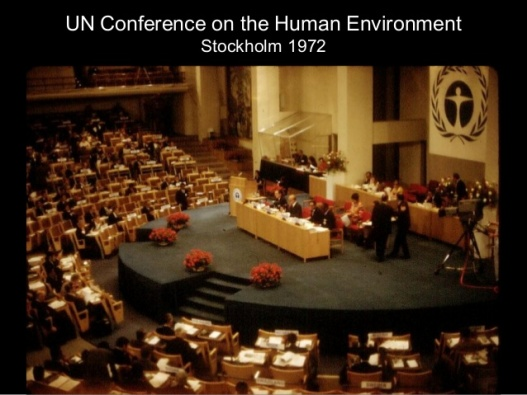 UN Conference on the Human Environment
Stockholm 1972